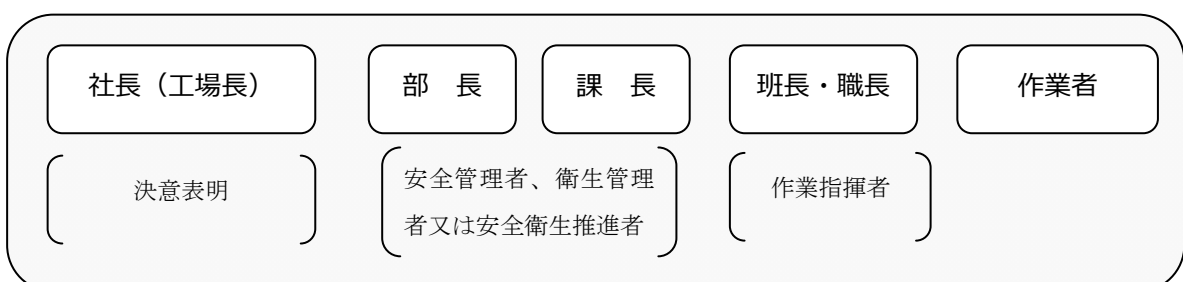 社長（工場長）
部　長
課　長
班長・職長
作業者
決意表明
安全管理者、衛生管理
者又は安全衛生推進者
作業指揮者